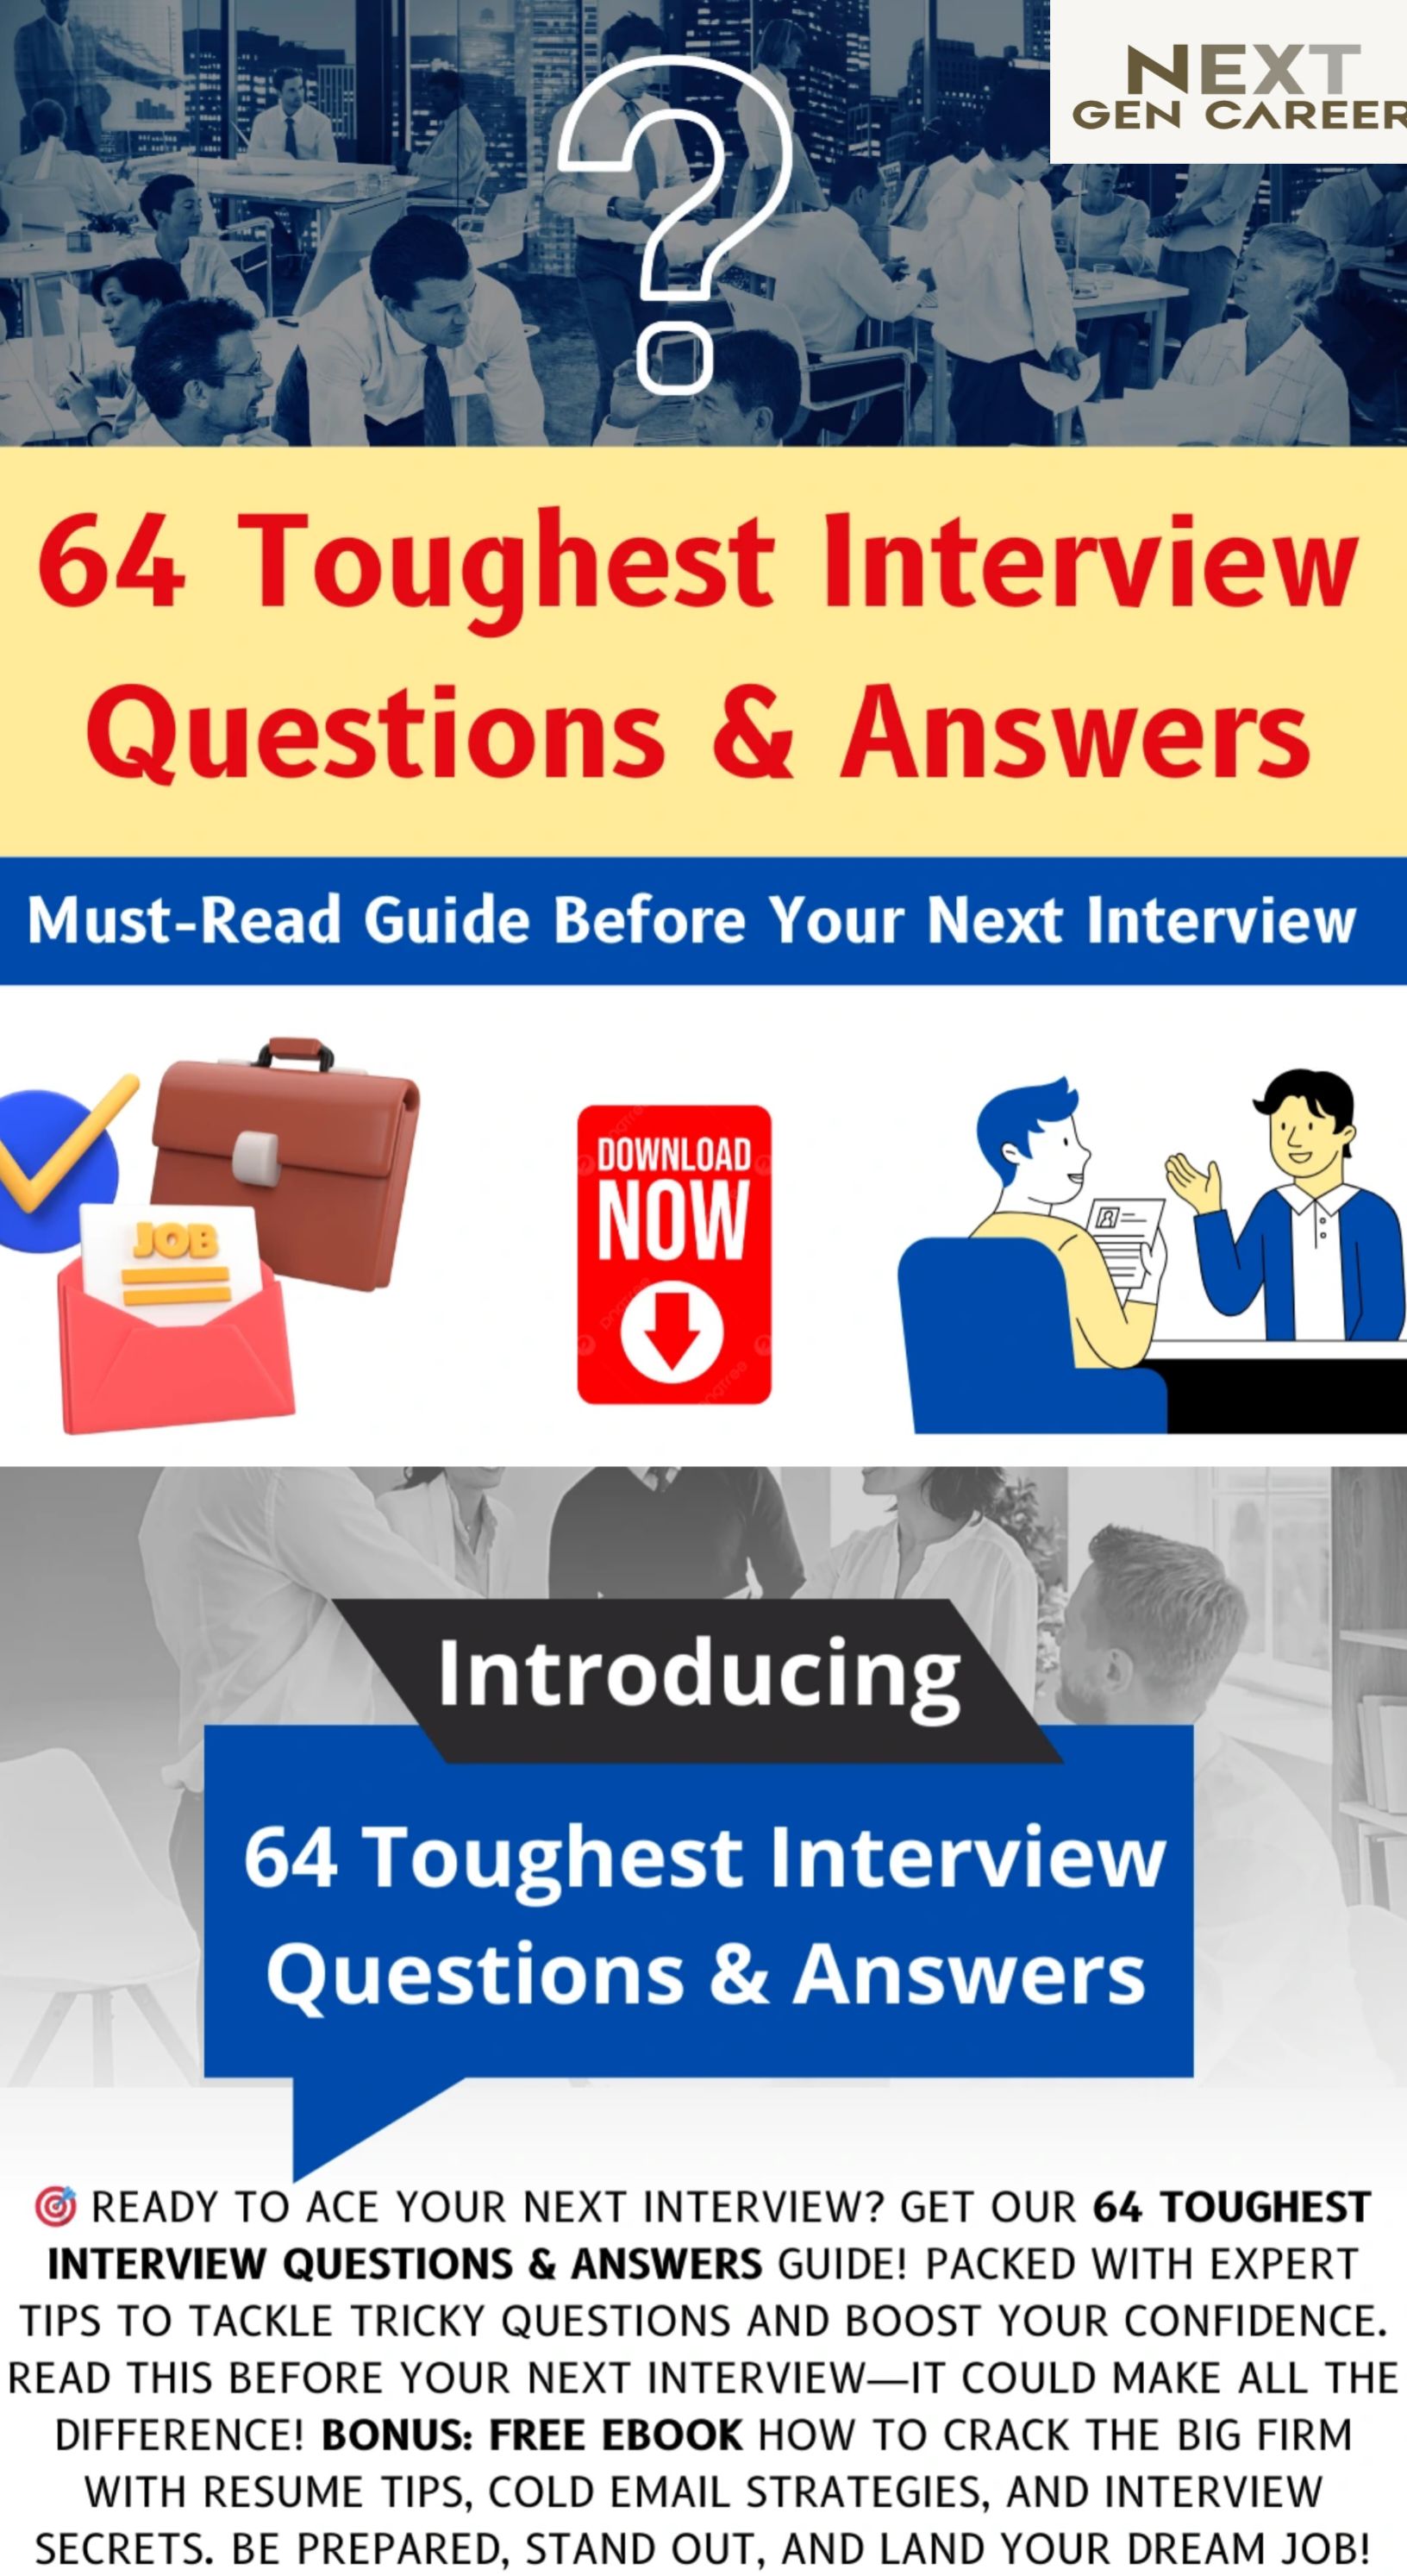 NEXT
GEN CAREER
64 Toughest Interview
Questions & Answers
Must-Read Guide Before Your Next Interview
JOB
DOWNLOAD
NOW
Introducing
64 Toughest Interview
Questions & Answers
🎯 READY TO ACE YOUR NEXT INTERVIEW? GET OUR 64 TOUGHEST
INTERVIEW QUESTIONS & ANSWERS GUIDE! PACKED WITH EXPERT
TIPS TO TACKLE TRICKY QUESTIONS AND BOOST YOUR CONFIDENCE.
READ THIS BEFORE YOUR NEXT INTERVIEW—IT COULD MAKE ALL THE
DIFFERENCE! BONUS: FREE EBOOK HOW TO CRACK THE BIG FIRM
WITH RESUME TIPS, COLD EMAIL STRATEGIES, AND INTERVIEW
SECRETS. BE PREPARED, STAND OUT, AND LAND YOUR DREAM JOB!